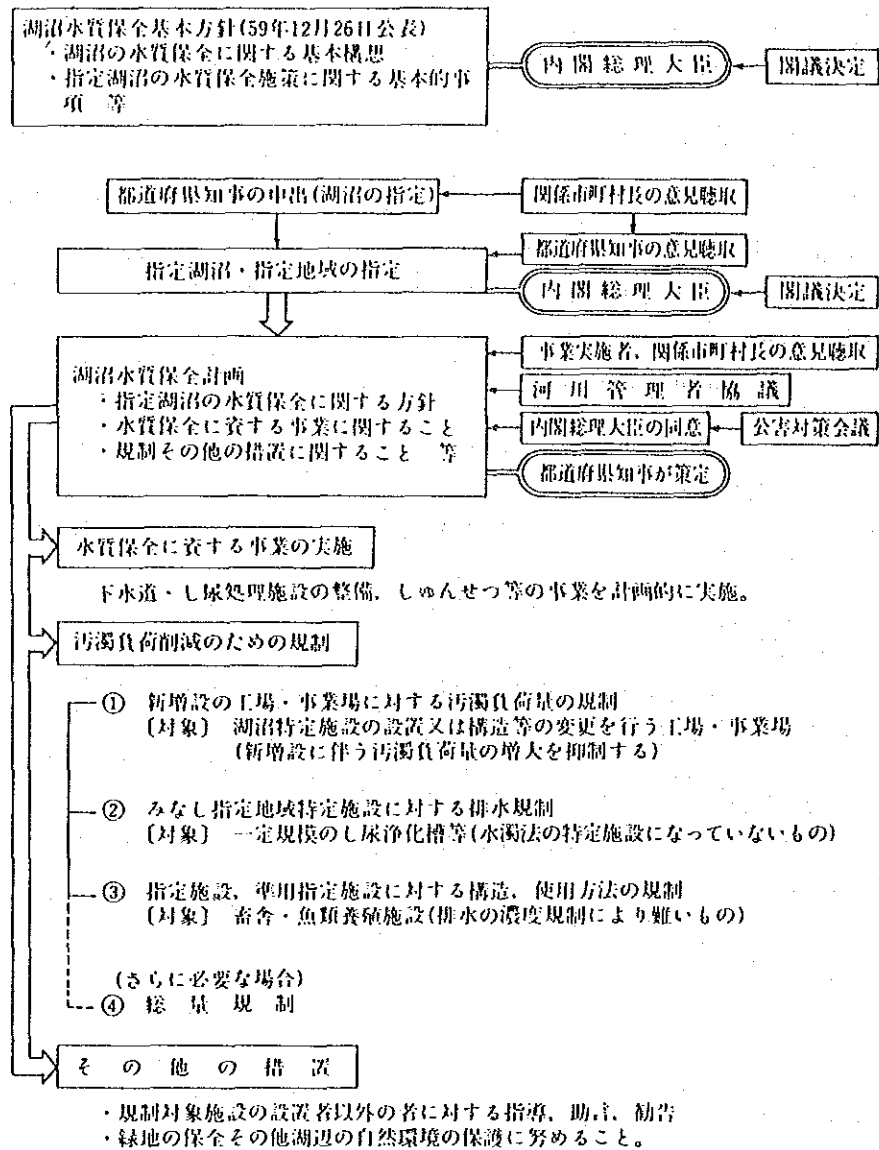 湖沼水質保全基本方針(59年12月26日公表)
・湖沼の水質保全に関する基本構想
・指定湖沼の水質保全施策に関する基本的事
項 等
内閣総理大臣
閣議決定
都道府県知事の申出(湖沼の指定)
関係市町村長の意見聴取
都道府県知事の意見聴取
指定湖沼・指定地域の指定
内閣総理大臣
閣議決定
湖沼水質保全計画
・指定湖沼の水質保全に関する方針
・水質保全に資する事業に関すること
・規制その他の措置に関すること 等
事業実施者、関係市町村長の意見聴取
河川管理者協議
内閣総理大臣の同意
公害対策会議
都道府県知事が策定
水質保全に資する事業の実施
下水道・し尿処理施設の整備、しゅんせつ等の事業を計画的に実施。
汚濁負荷削減のための規制
① 新増設の工場・事業場に対する汚濁負荷量の規制
〔対象〕 湖沼特定施設の設置又は構造等の変更を行う工場・事業場
(新増設に伴う汚濁負荷量の増大を抑制する)
② みなし指定地域特定施設に対する排水規制
〔対象〕 一定規模のし尿浄化槽等(水濁法の特定施設になっていないもの)
③ 指定施設、準用指定施設に対する構造、使用方法の規制
〔対象〕 畜舎・魚類養殖施設(排水の濃度規制により難いもの)
(さらに必要な場合)
④ 総量規制
その他の措置
・規制対象施設の設置者以外の者に対する指導、助言、勧告
・緑地の保全その他湖辺の自然環境の保護に努めること。